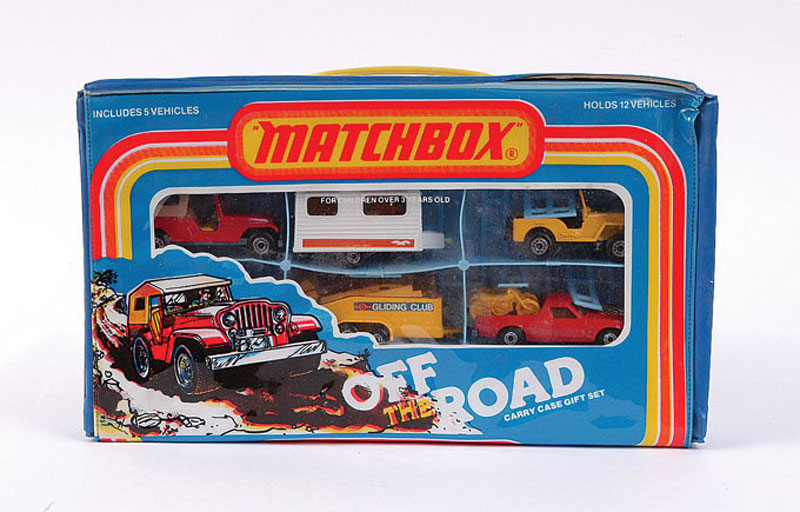 INCLUDES 5 VEHICLES
HOLDS 12 VEHICLES
"MATCHBOX"®
FOR CHILDREN OVER 3 YEARS OLD
GLIDING CLUB
OFF
THE ROAD
CARRY CASE GIFT SET